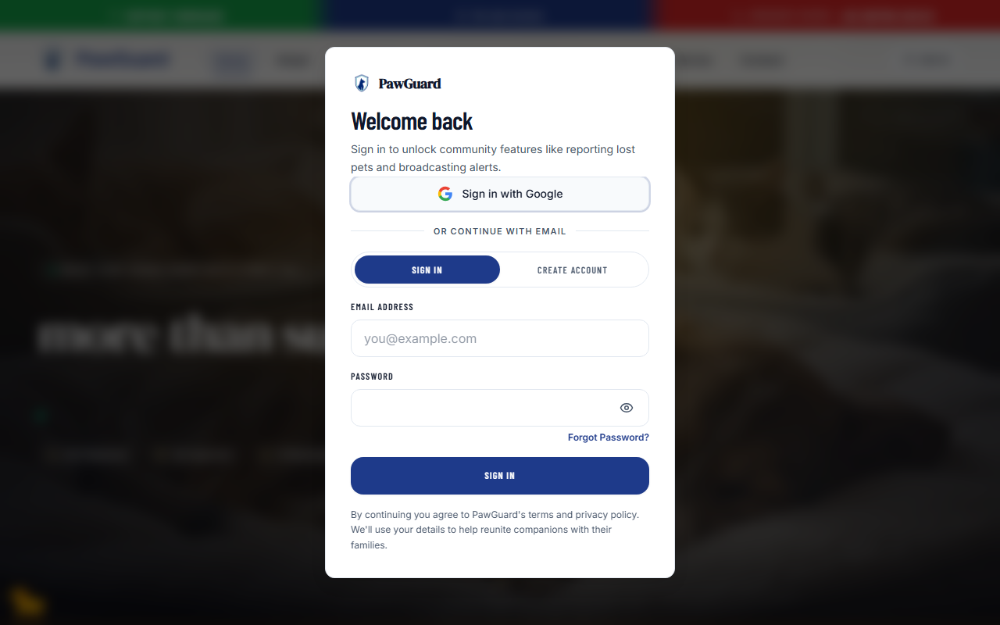 PawGuard
Welcome back
Sign in to unlock community features like reporting lost
pets and broadcasting alerts.
Sign in with Google
OR CONTINUE WITH EMAIL
SIGN IN
CREATE ACCOUNT
EMAIL ADDRESS
you@example.com
PASSWORD
Forgot Password?
SIGN IN
By continuing you agree to PawGuard's terms and privacy policy.
We'll use your details to help reunite companions with their
families.
PawGuard
more than